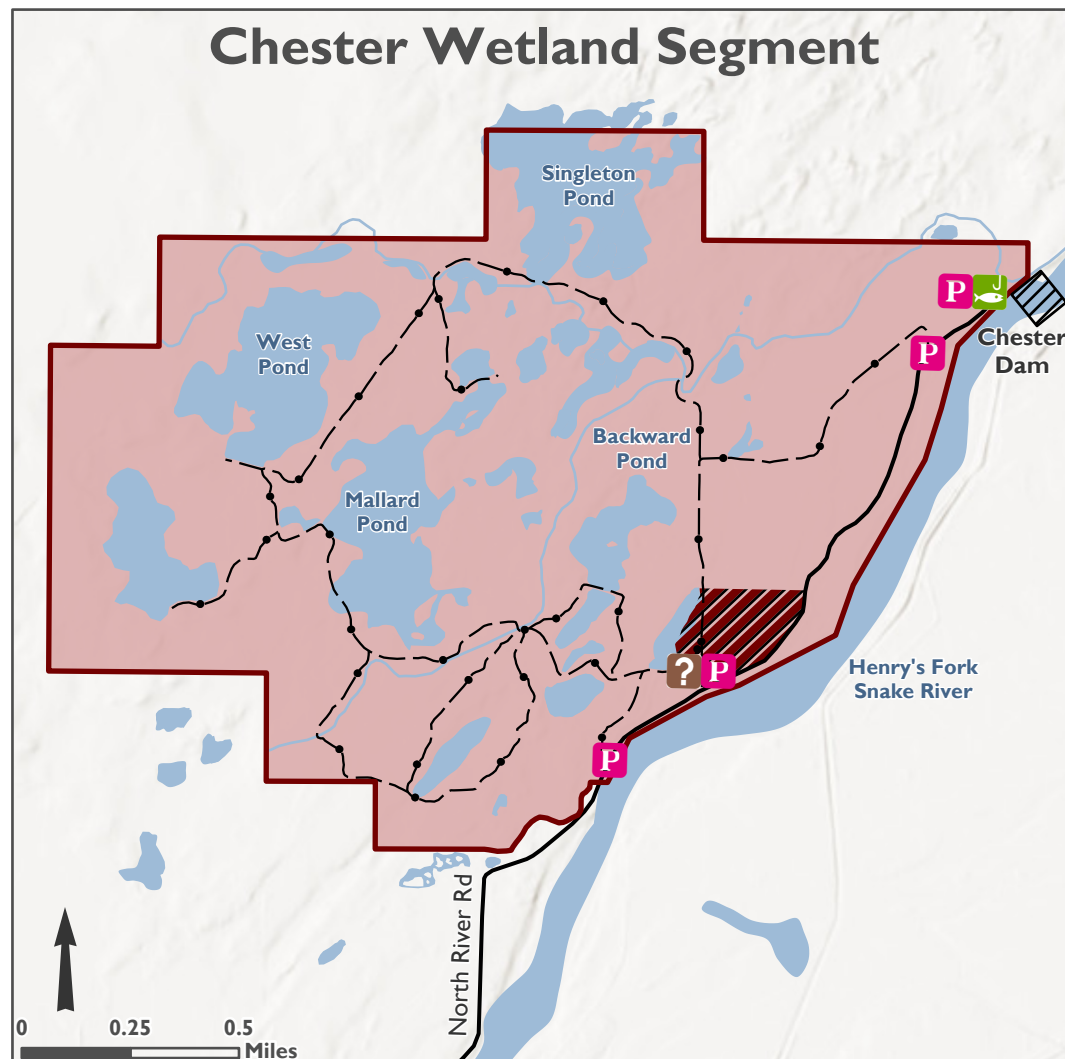 Chester Wetland Segment
Singleton
Pond
P
Chester
Dam
P
West
Pond
Backward
Pond
Mallard
Pond
? P
Henry's Fork
Snake River
P
North River Rd
0 0.25 0.5
Miles